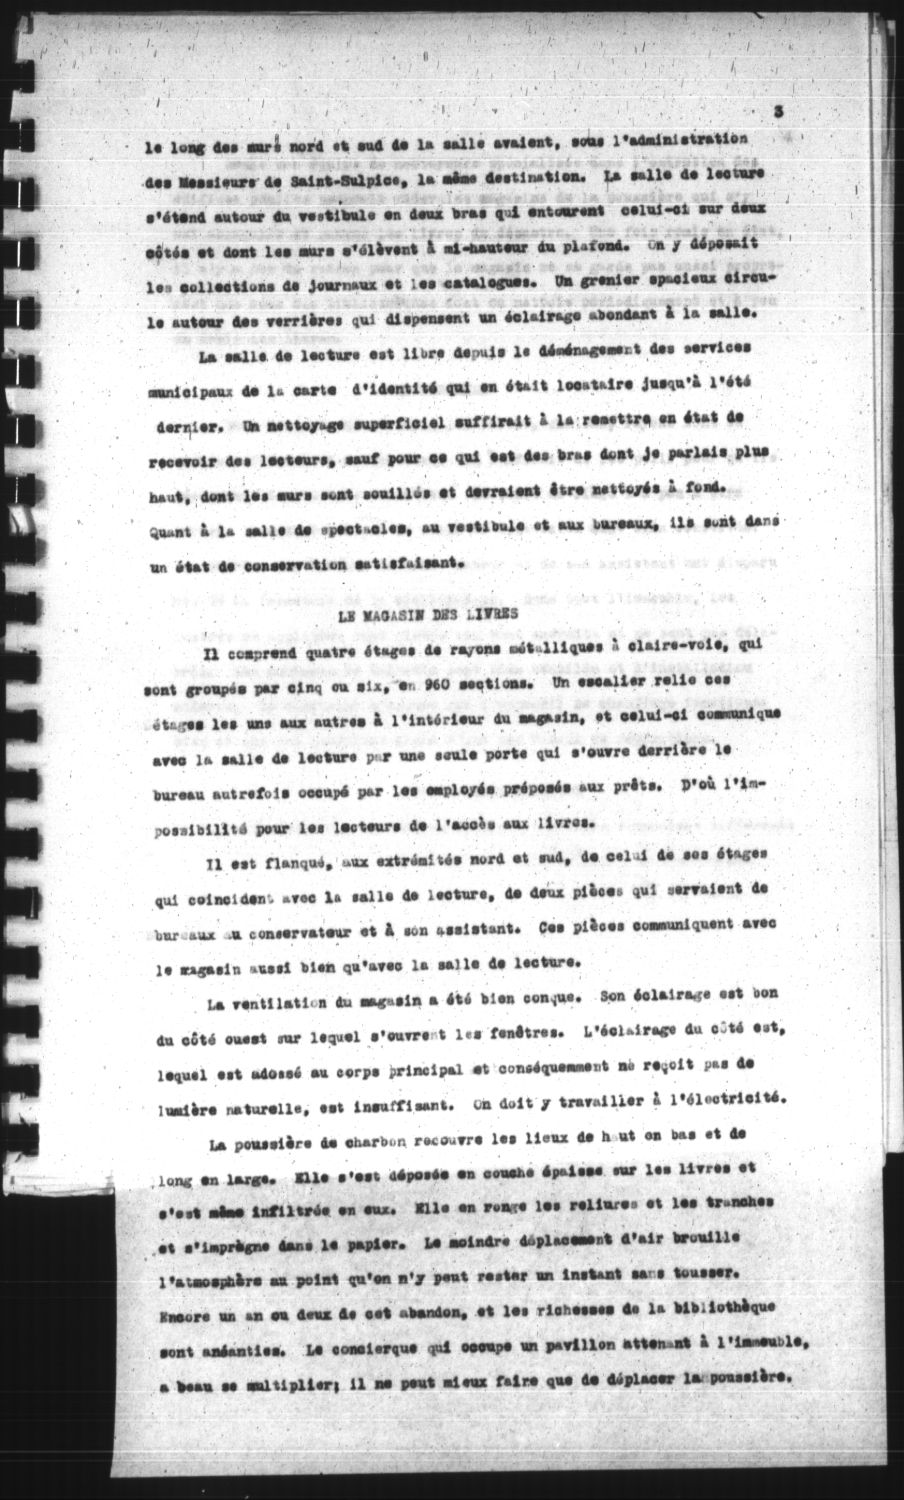 3
le long des murs nord et sud de la salle avaient, sous l'administration
des Messieurs de Saint-Sulpice, la même destination. La salle de lecture
s'étend autour du vestibule en deux bras qui entourent celui-ci sur deux
côtés et dont les murs s'élèvent à mi-hauteur du plafond. On y déposait
les collections de journaux et les catalogues. Un grenier spacieux circu-
le autour des verrières qui dispensent un éclairage abondant à la salle.
La salle de lecture est libre depuis le déménagement des services
municipaux de la carte d'identité qui en était locataire jusqu'à l'été
dernier. Un nettoyage superficiel suffirait à la remettre en état de
recevoir des lecteurs, sauf pour ce qui est des bras dont je parlais plus
haut, dont les murs sont souillés et devraient être nettoyés à fond.
Quant à la salle de spectacles, au vestibule et aux bureaux, ils sont dans
un état de conservation satisfaisant.
LE MAGASIN DES LIVRES
Il comprend quatre étages de rayons métalliques à claire-voie, qui
sont groupés par cinq ou six, en 960 sections. Un escalier relie ces
étages les uns aux autres à l'intérieur du magasin, et celui-ci communique
avec la salle de lecture par une seule porte qui s'ouvre derrière le
bureau autrefois occupé par les employés préposés aux prêts. D'où l'im-
possibilité pour les lecteurs de l'accès aux livres.
Il est flanqué, aux extrémités nord et sud, de celui de ses étages
qui coincident avec la salle de lecture, de deux pièces qui servaient de
bureaux au conservateur et à son assistant. Ces pièces communiquent avec
le magasin aussi bien qu'avec la salle de lecture.
La ventilation du magasin a été bien conçue. Son éclairage est bon
du côté ouest sur lequel s'ouvrent les fenêtres. L'éclairage du côté est,
lequel est adossé au corps principal et conséquemment ne reçoit pas de
lumière naturelle, est insuffisant. On doit y travailler à l'électricité.
La poussière de charbon recouvre les lieux de haut en bas et de
long en large. Elle s'est déposée en couche épaisse sur les livres et
s'est même infiltrée en eux. Elle en ronge les reliures et les tranches
et s'imprègne dans le papier. Le moindre déplacement d'air brouille
l'atmosphère au point qu'on n'y peut rester un instant sans tousser.
Encore un an ou deux de cet abandon, et les richesses de la bibliothèque
sont anéanties. Le concierque qui occupe un pavillon attenant à l'immeuble,
a beau se multiplier; il ne peut mieux faire que de déplacer la poussière.